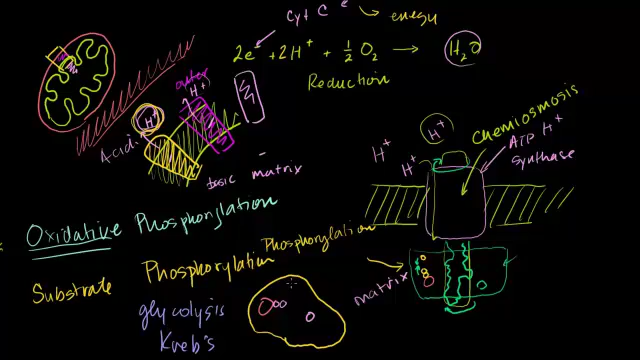 Cyt C e⁻
energy
2e⁻ + 2H⁺ + ½ O₂ → H₂O
Reduction
outer
H⁺
H⁺
Acid
basic matrix
Chemiosmosis
H⁺
H⁺
H⁺
ATP H⁺
Synthase
Oxidative Phosphorylation
Phosphorylation
Substrate Phosphorylation
matrix
glycolysis
Kreb's